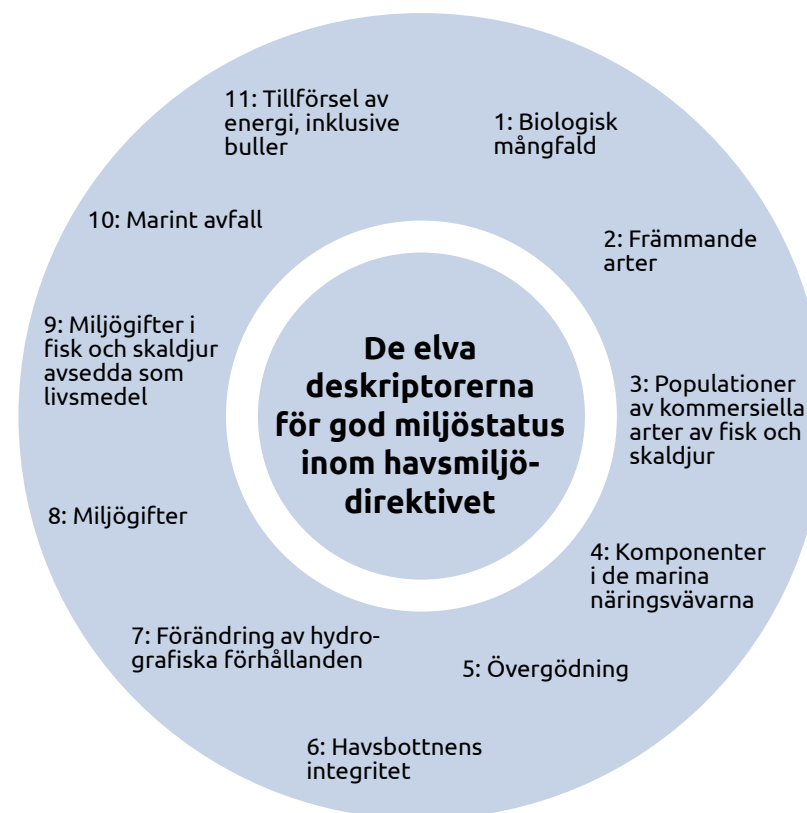 De elva
deskriptorerna
för god miljöstatus
inom havsmiljö-
direktivet
1: Biologisk
mångfald
2: Främmande
arter
3: Populationer
av kommersiella
arter av fisk och
skaldjur
4: Komponenter
i de marina
näringsvävarna
5: Övergödning
6: Havsbottnens
integritet
7: Förändring av hydro-
grafiska förhållanden
8: Miljögifter
9: Miljögifter i
fisk och skaldjur
avsedda som
livsmedel
10: Marint avfall
11: Tillförsel av
energi, inklusive
buller